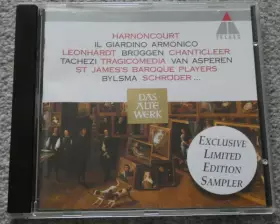 HARNONCOURT
IL GIARDINO ARMONICO
LEONHARDT BRÜGGEN CHANTICLEER
TACHEZI TRAGICOMEDIA VAN ASPEREN
ST JAMES'S BAROQUE PLAYERS
BYLSMA SCHRÖDER ...
TELDEC
DAS
ALTE
WERK
EXCLUSIVE
LIMITED
EDITION
SAMPLER